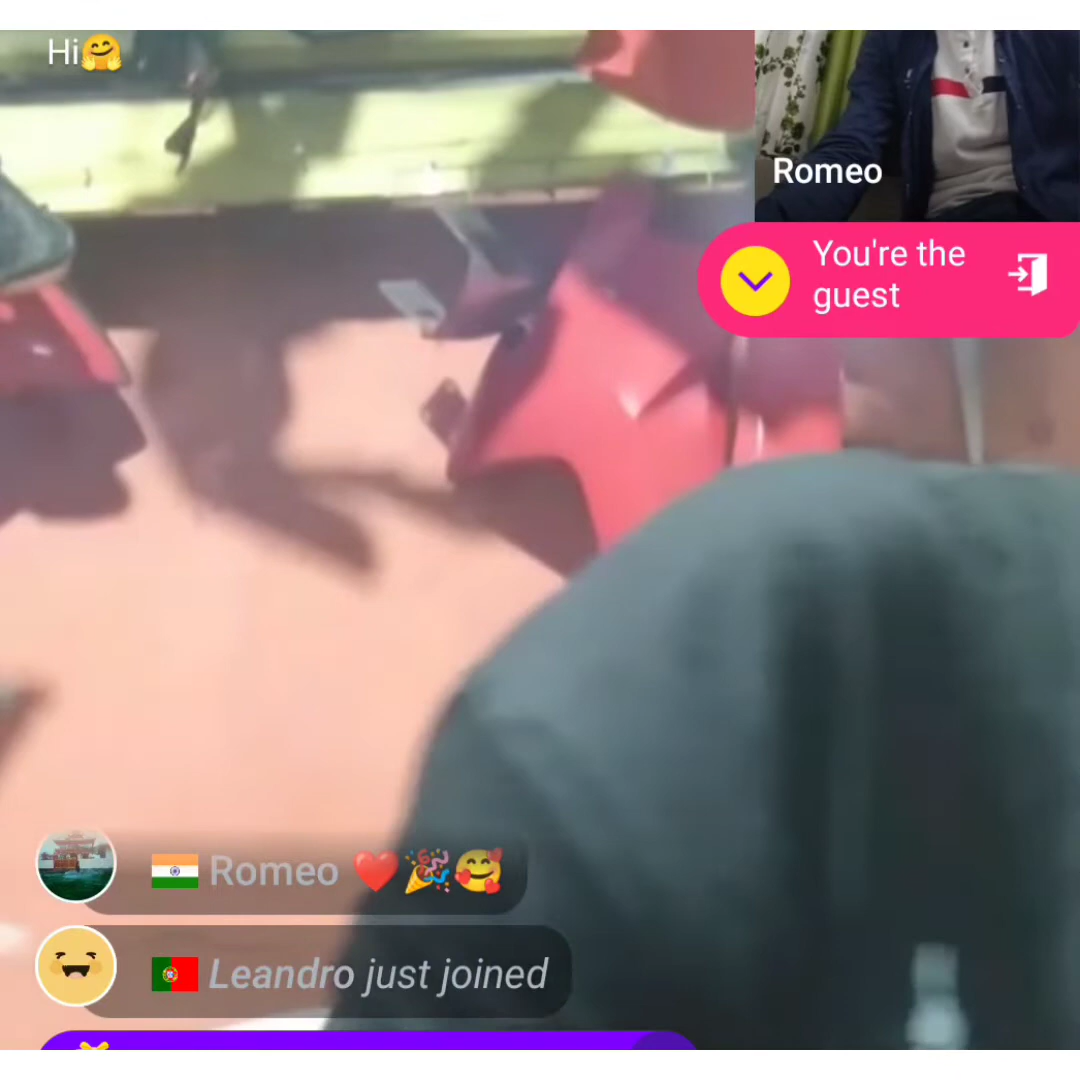 Hi🤗
Romeo
You're the
guest
Romeo ❤️🎉🥰
Leandro just joined